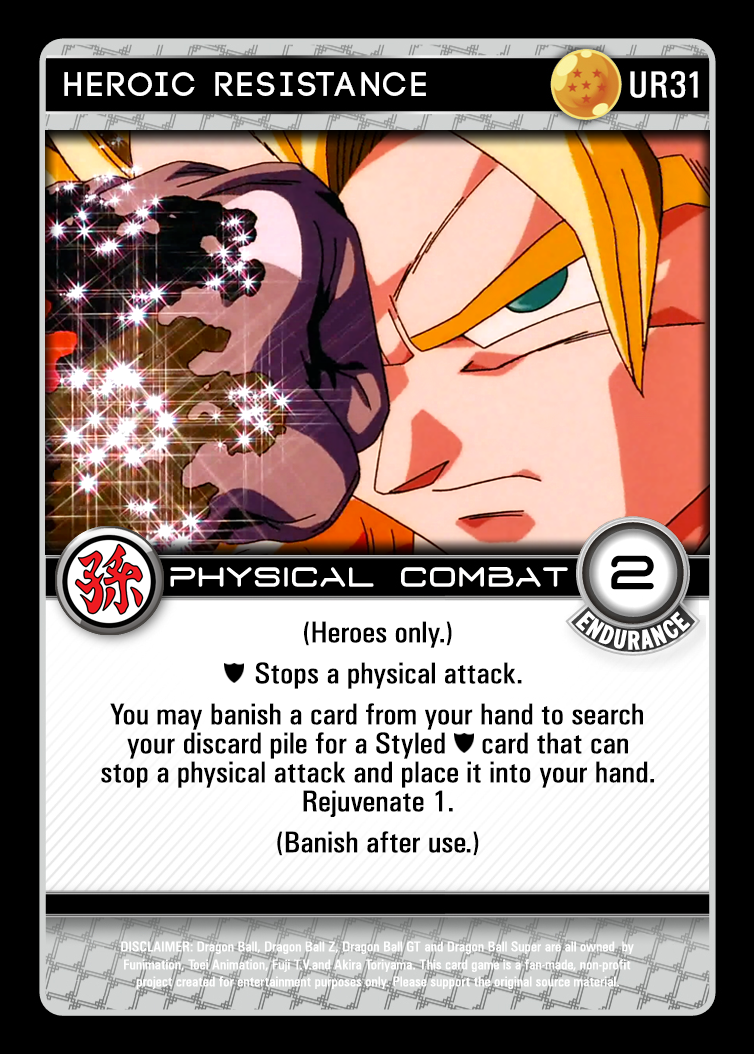 HEROIC RESISTANCE
UR31
孫
PHYSICAL COMBAT
2
ENDURANCE
(Heroes only.)
Stops a physical attack.
You may banish a card from your hand to search
your discard pile for a Styled card that can
stop a physical attack and place it into your hand.
Rejuvenate 1.
(Banish after use.)
DISCLAIMER: Dragon Ball, Dragon Ball Z, Dragon Ball GT and Dragon Ball Super are all owned by
Funimation, Toei Animation, Fuji T.V.and Akira Toriyama. This card game is a fan-made, non-profit
project created for entertainment purposes only. Please support the original source material.